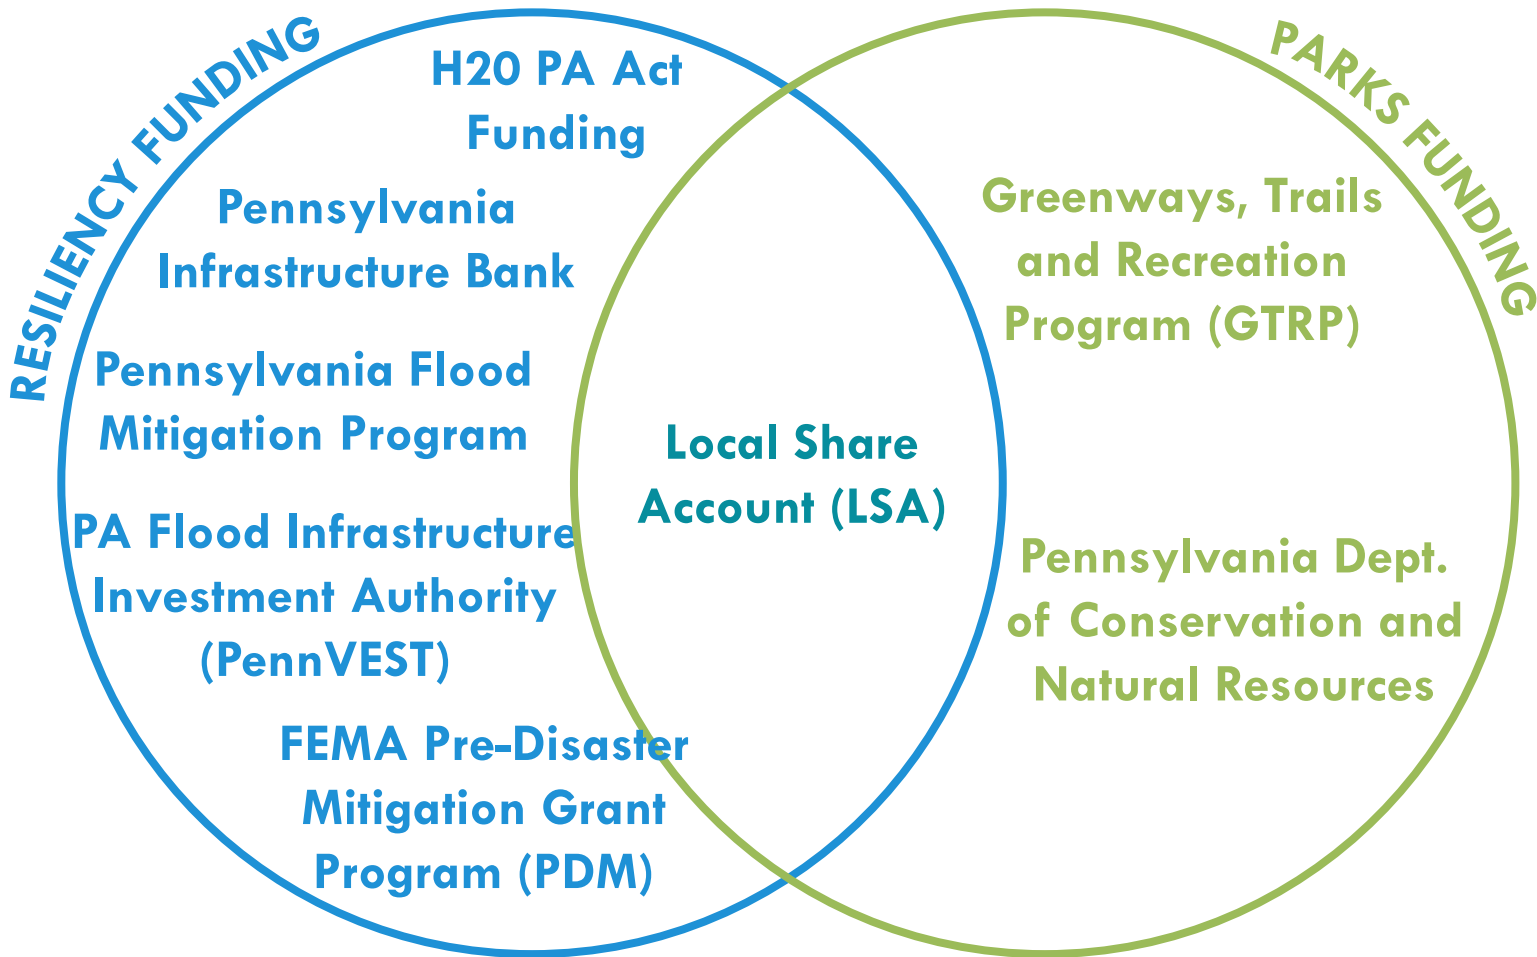 RESILIENCY FUNDING
H20 PA Act
Funding
Pennsylvania
Infrastructure Bank
Pennsylvania Flood
Mitigation Program
PA Flood Infrastructure
Investment Authority
(PennVEST)
FEMA Pre-Disaster
Mitigation Grant
Program (PDM)
Local Share
Account (LSA)
PARKS FUNDING
Greenways, Trails
and Recreation
Program (GTRP)
Pennsylvania Dept.
of Conservation and
Natural Resources